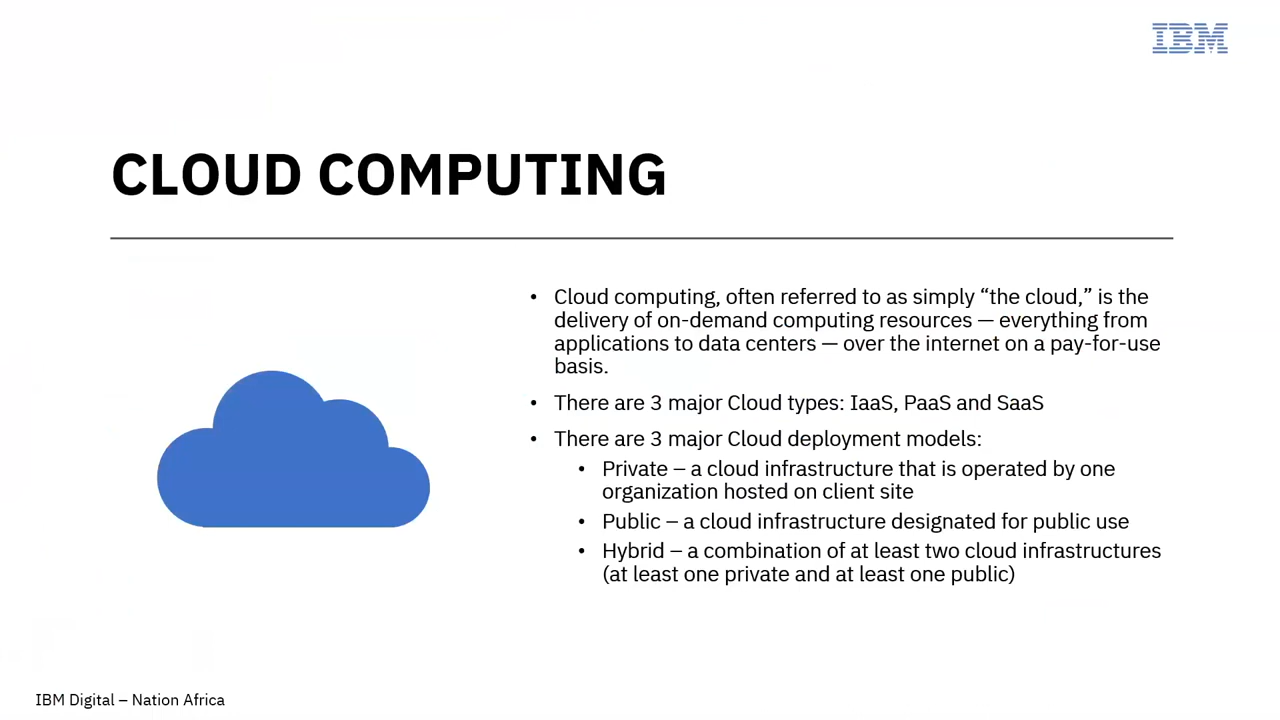 IBM
CLOUD COMPUTING
• Cloud computing, often referred to as simply “the cloud,” is the
delivery of on-demand computing resources — everything from
applications to data centers — over the internet on a pay-for-use
basis.
• There are 3 major Cloud types: IaaS, PaaS and SaaS
• There are 3 major Cloud deployment models:
• Private – a cloud infrastructure that is operated by one
organization hosted on client site
• Public – a cloud infrastructure designated for public use
• Hybrid – a combination of at least two cloud infrastructures
(at least one private and at least one public)
IBM Digital – Nation Africa